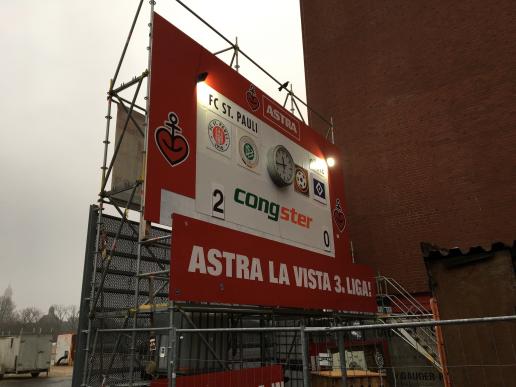 FC ST. PAULI
ASTRA
2
congster
0
ASTRA LA VISTA 3. LIGA!